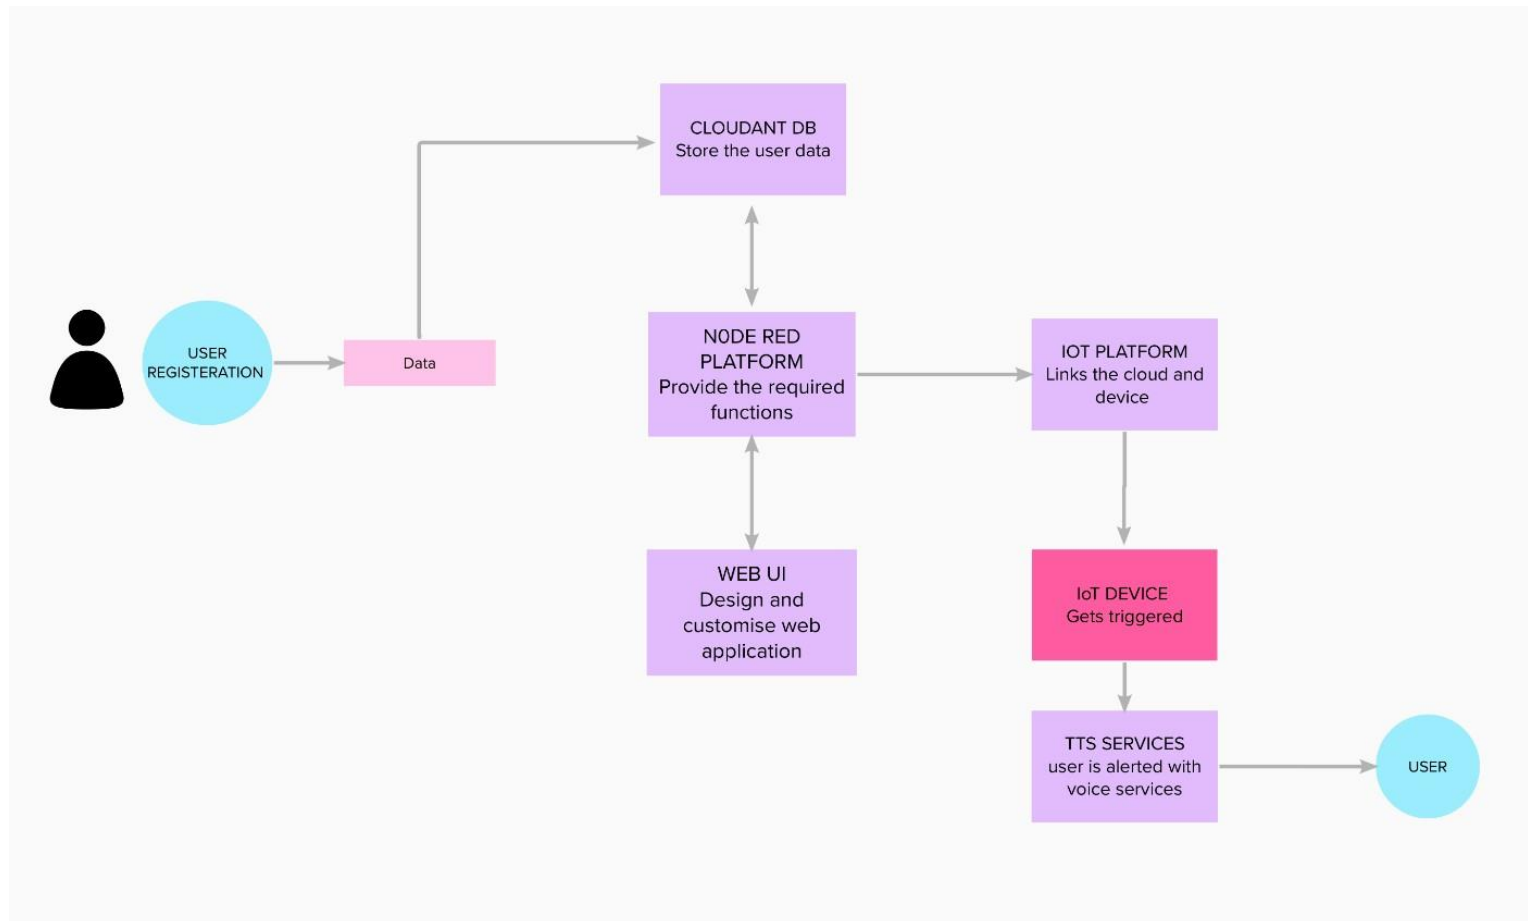 CLOUDANT DB
Store the user data
USER
REGISTERATION
Data
N0DE RED
PLATFORM
Provide the required
functions
IOT PLATFORM
Links the cloud and
device
WEB UI
Design and
customise web
application
IoT DEVICE
Gets triggered
TTS SERVICES
user is alerted with
voice services
USER